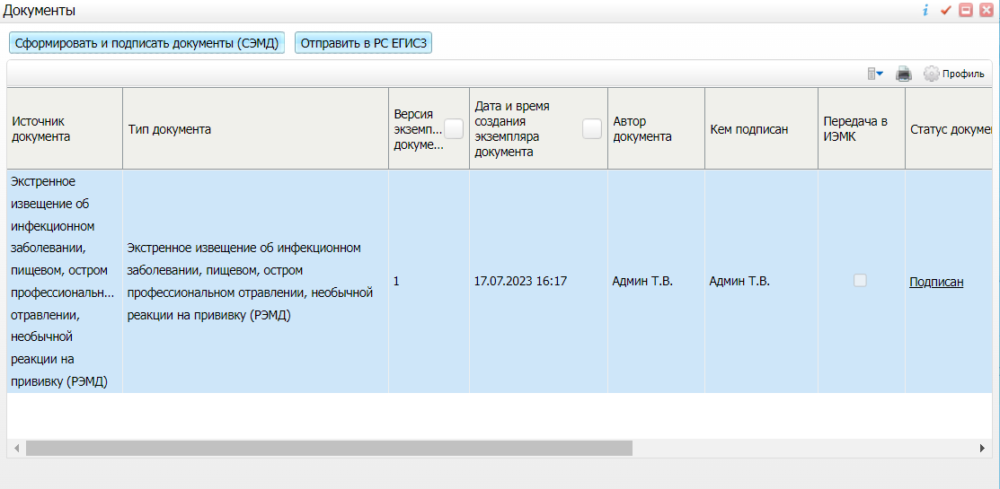 Документы
Сформировать и подписать документы (СЭМД)
Отправить в РС ЕГИСЗ
Профиль
Источник
документа
Тип документа
Версия
экземп...
докуме...
Дата и время
создания
экземпляра
документа
Автор
документа
Кем подписан
Передача в
ИЭМК
Статус докумен
Экстренное
извещение об
инфекционном
заболевании,
пищевом, остром
профессиональн...
отравлении,
необычной
реакции на
прививку (РЭМД)
Экстренное извещение об инфекционном
заболевании, пищевом, остром
профессиональном отравлении, необычной
реакции на прививку (РЭМД)
1
17.07.2023 16:17
Админ Т.В.
Админ Т.В.
Подписан